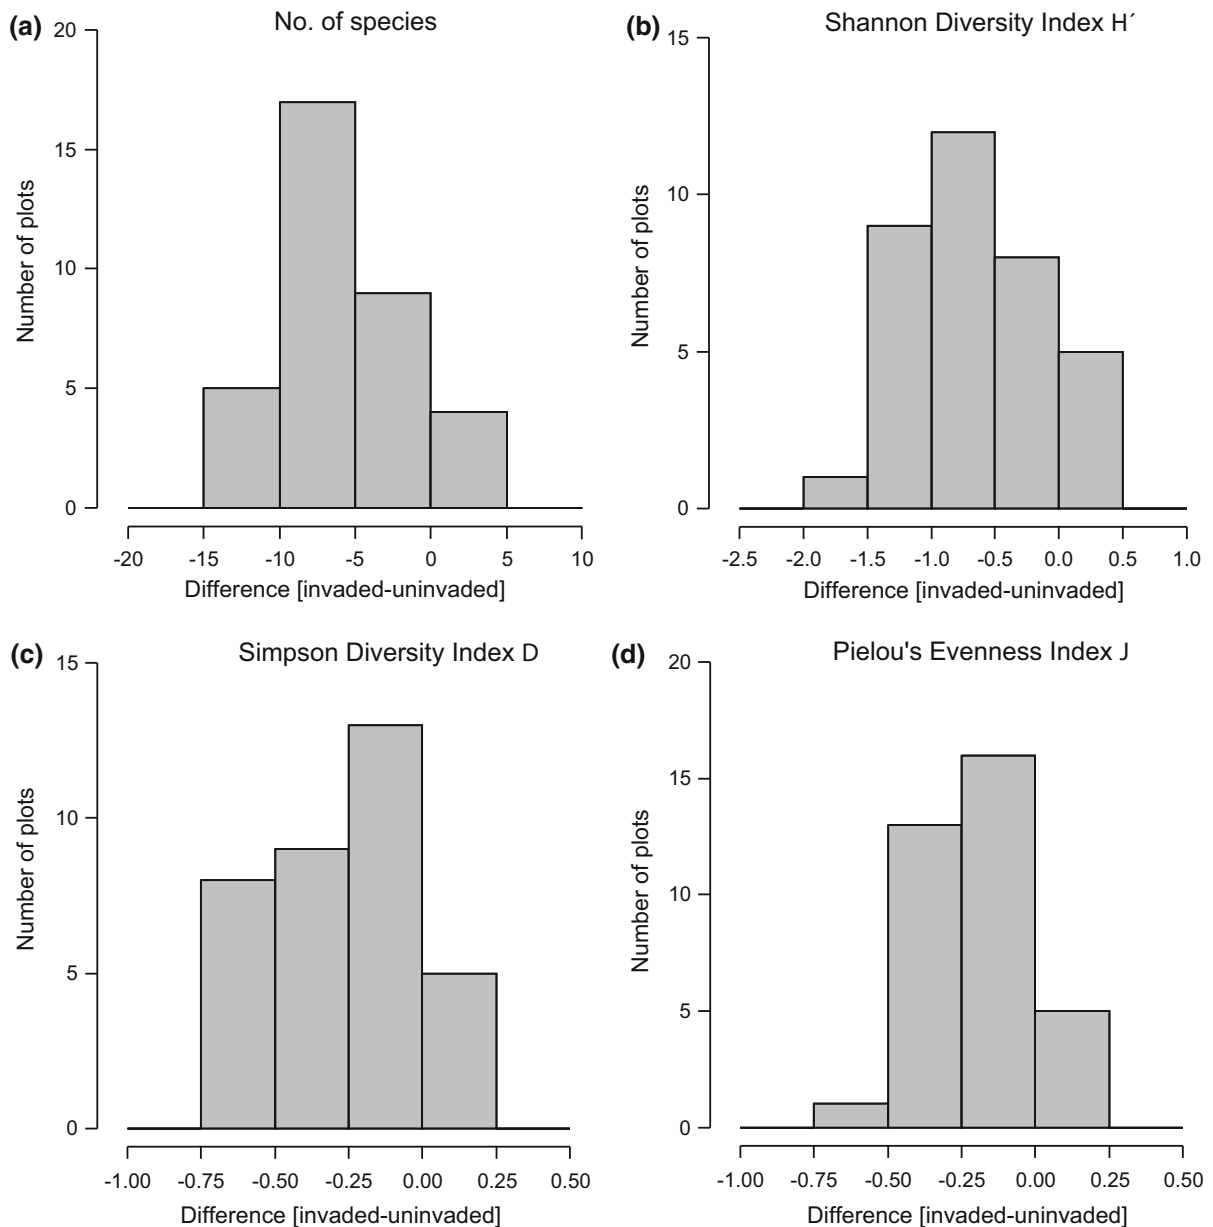 (a)
No. of species
20
15
10
5
0
Number of plots
-20 -15 -10 -5 0 5 10
Difference [invaded-uninvaded]
(b)
Shannon Diversity Index H´
15
10
5
0
Number of plots
-2.5 -2.0 -1.5 -1.0 -0.5 0.0 0.5 1.0
Difference [invaded-uninvaded]
(c)
Simpson Diversity Index D
15
10
5
0
Number of plots
-1.00 -0.75 -0.50 -0.25 0.00 0.25 0.50
Difference [invaded-uninvaded]
(d)
Pielou's Evenness Index J
20
15
10
5
0
Number of plots
-1.00 -0.75 -0.50 -0.25 0.00 0.25 0.50
Difference [invaded-uninvaded]